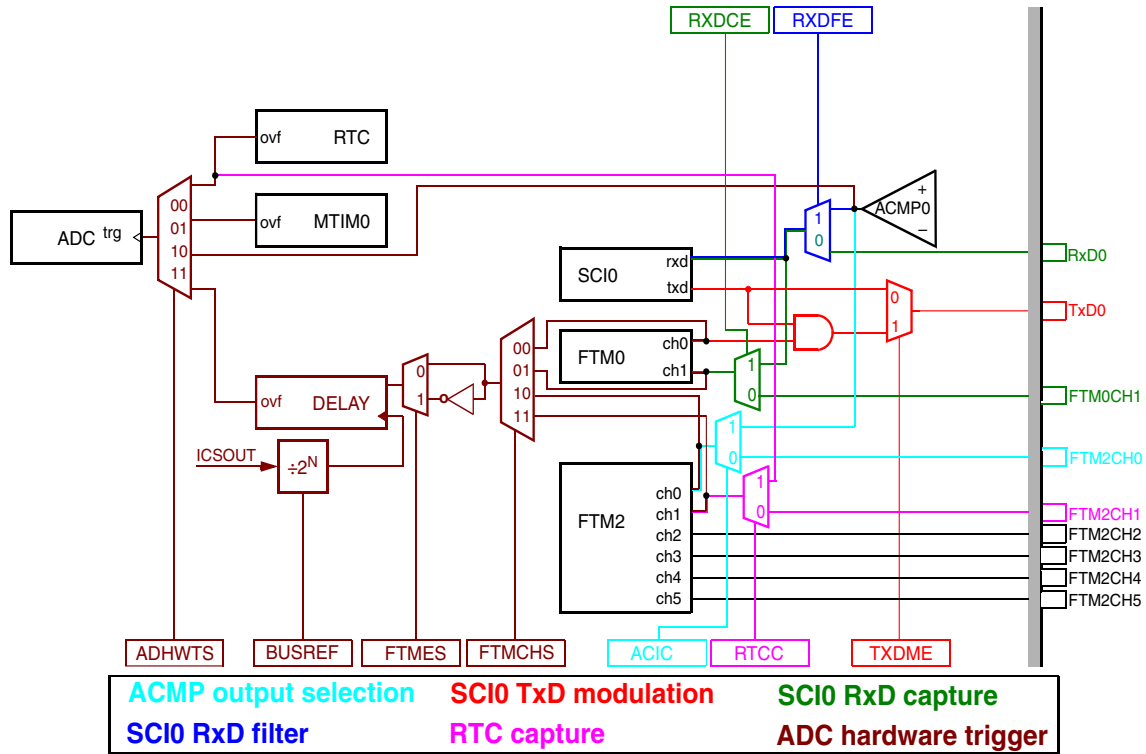 RXDCE RXDFE
ovf RTC
00
01
10
11
ovf MTIM0
ADC trg
+
ACMP0
−
1
0
SCI0 rxd
txd
RxD0
0
1
TxD0
00
01
10
11
FTM0 ch0
ch1
1
0
FTM0CH1
0
1
ovf DELAY
1
0
FTM2CH0
ICSOUT
÷2N
FTM2 ch0
ch1
ch2
ch3
ch4
ch5
1
0
FTM2CH1
FTM2CH2
FTM2CH3
FTM2CH4
FTM2CH5
ADHWTS BUSREF FTMES FTMCHS ACIC RTCC TXDME
ACMP output selection SCI0 TxD modulation SCI0 RxD capture
SCI0 RxD filter RTC capture ADC hardware trigger